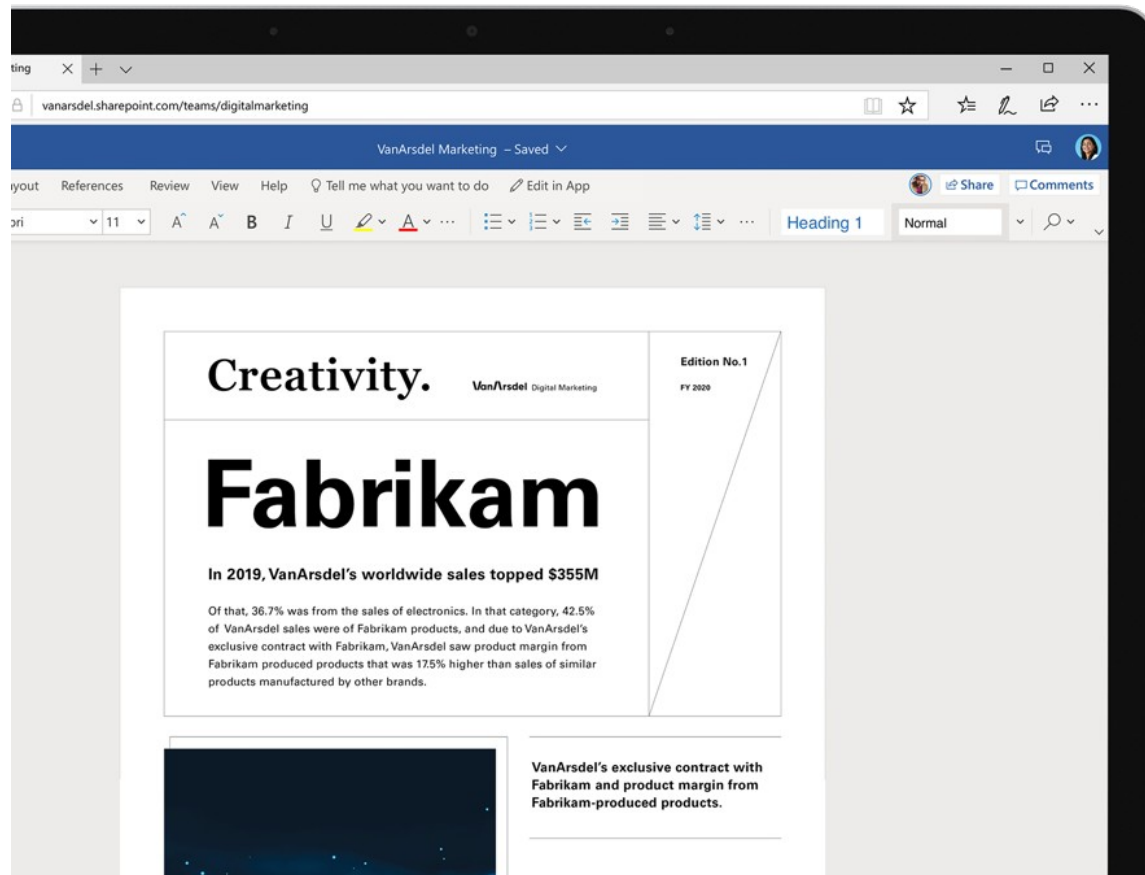 ting
vanarsdel.sharepoint.com/teams/digitalmarketing
VanArsdel Marketing – Saved
yout References Review View Help Tell me what you want to do Edit in App Share Comments
bri 11 A A B I U A Heading 1 Normal
Creativity.
VanArsdel Digital Marketing
Edition No.1
FY 2020
Fabrikam
In 2019, VanArsdel's worldwide sales topped $355M
Of that, 36.7% was from the sales of electronics. In that category, 42.5%
of VanArsdel sales were of Fabrikam products, and due to VanArsdel's
exclusive contract with Fabrikam, VanArsdel saw product margin from
Fabrikam produced products that was 17.5% higher than sales of similar
products manufactured by other brands.
VanArsdel's exclusive contract with
Fabrikam and product margin from
Fabrikam-produced products.